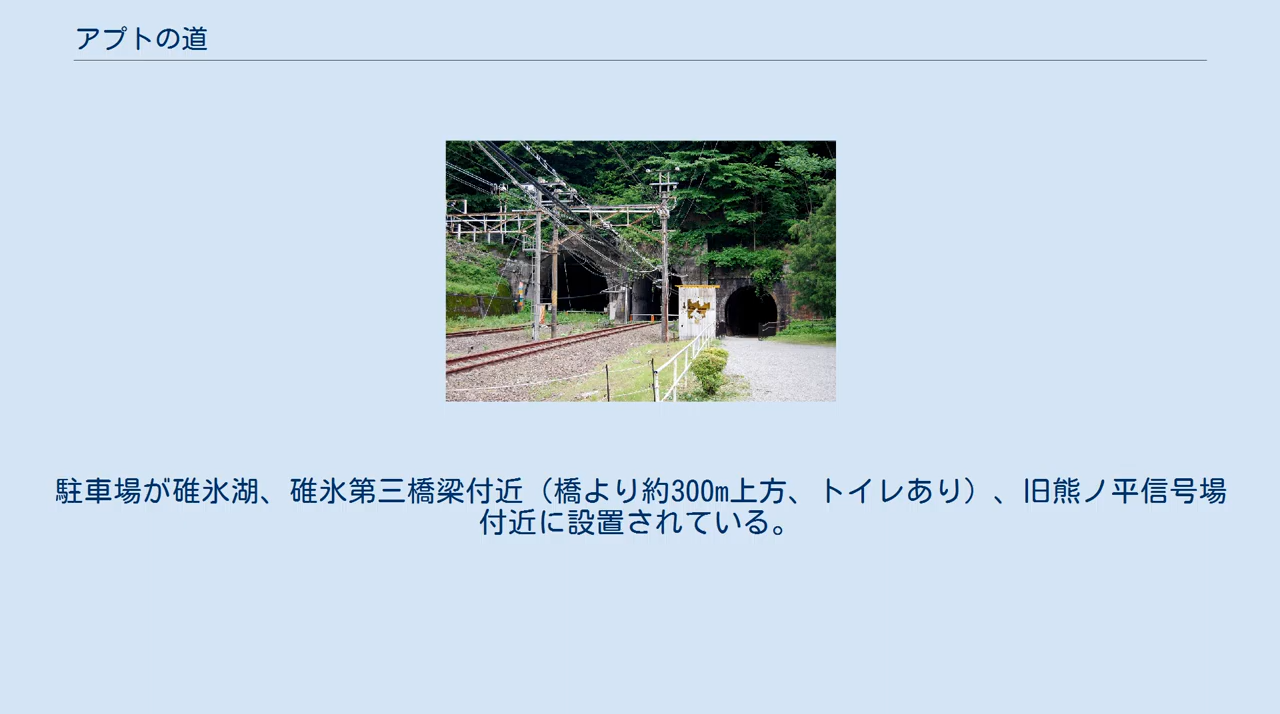 アプトの道
駐車場が碓氷湖、碓氷第三橋梁付近（橋より約300m上方、トイレあり）、旧熊ノ平信号場
付近に設置されている。